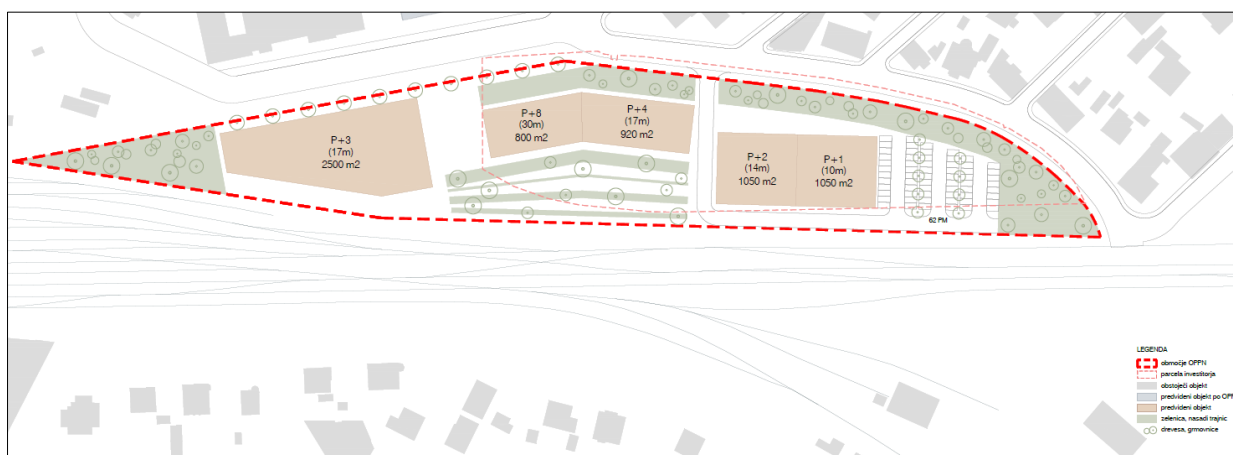 P+3
(17m)
2500 m2
P+8
(30m)
800 m2
P+4
(17m)
920 m2
P+2
(14m)
1050 m2
P+1
(10m)
1050 m2
62 PM
LEGENDA
območje OPPN
parcela investitorja
obstoječi objekt
predvideni objekt po OPP
predvideni objekt
zelenica, nasadi trajnic
drevesa, grmovnice